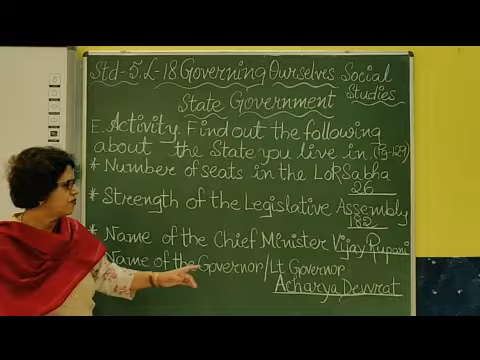 Std-5. L-18 Governing Ourselves Social Studies
State Government
E. Activity. Find out the following
about the State you live in. (Pg-129)
* Number of seats in the LokSabha
26
* Strength of the Legislative Assembly
182
* Name of the Chief Minister Vijay Rupani
Name of the Governor/Lt Governor
Acharya Devvrat